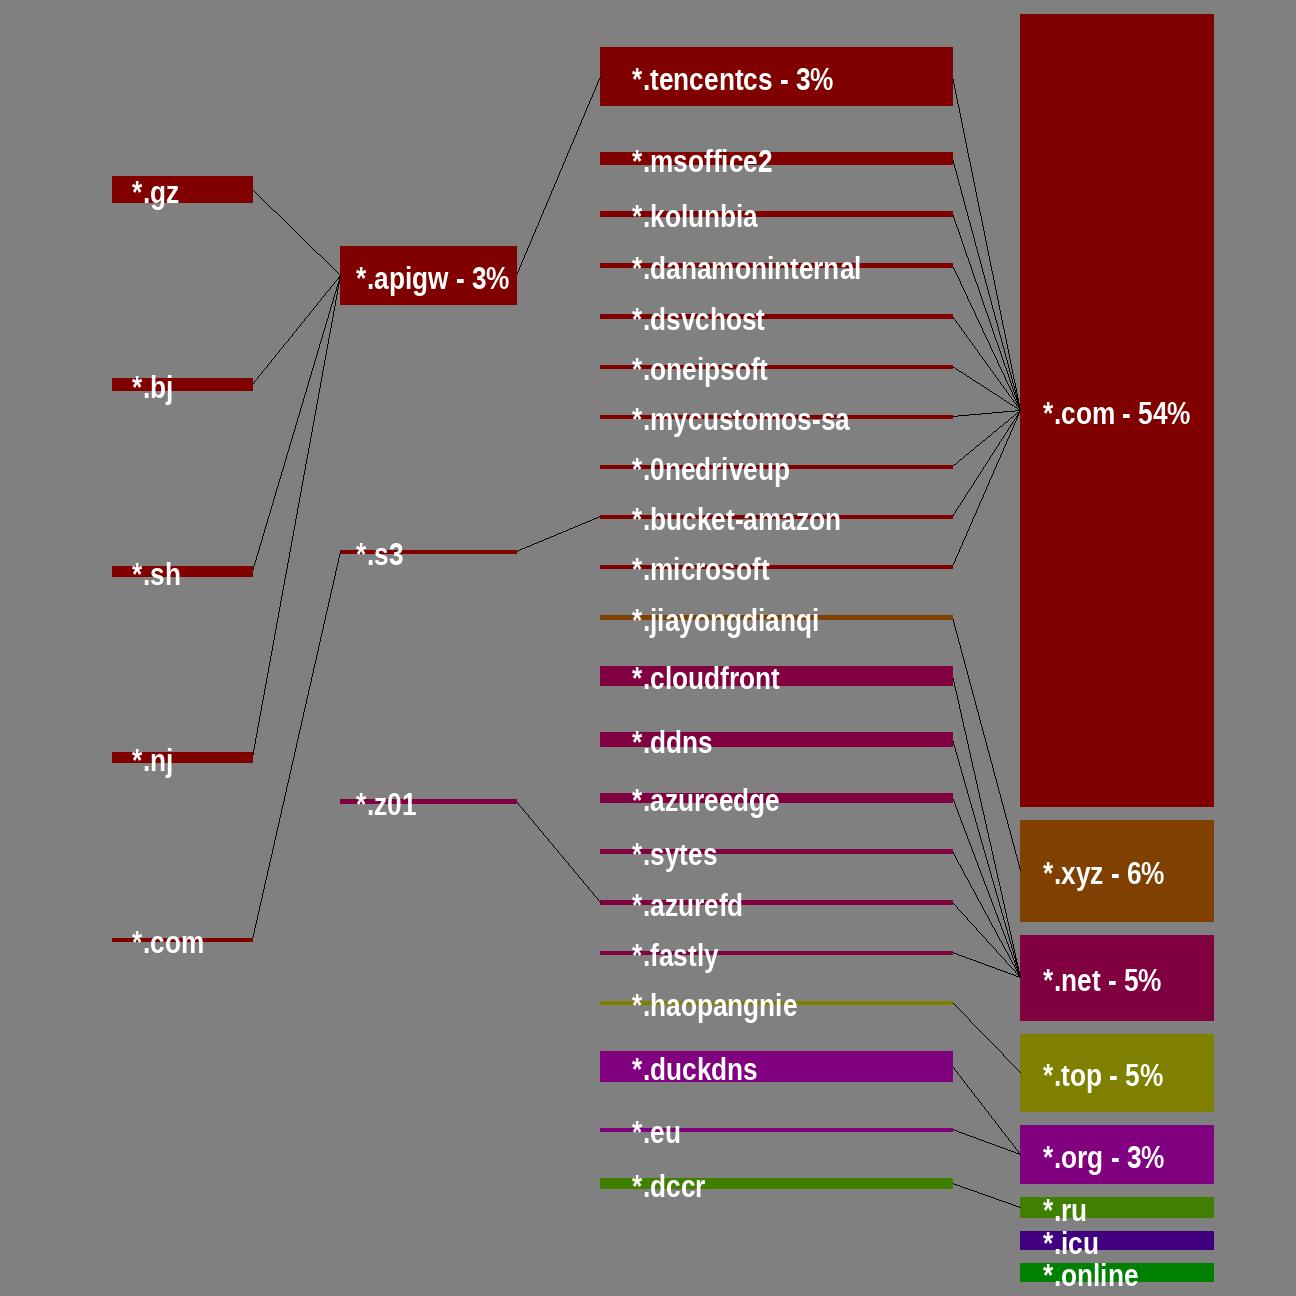 *.gz
*.bj
*.sh
*.nj
*.com
*.apigw - 3%
*.s3
*.z01
*.tencentcs - 3%
*.msoffice2
*.kolunbia
*.danamoninternal
*.dsvchost
*.oneipsoft
*.mycustomos-sa
*.0nedriveup
*.bucket-amazon
*.microsoft
*.jiayongdianqi
*.cloudfront
*.ddns
*.azureedge
*.sytes
*.azurefd
*.fastly
*.haopangnie
*.duckdns
*.eu
*.dccr
*.com - 54%
*.xyz - 6%
*.net - 5%
*.top - 5%
*.org - 3%
*.ru
*.icu
*.online